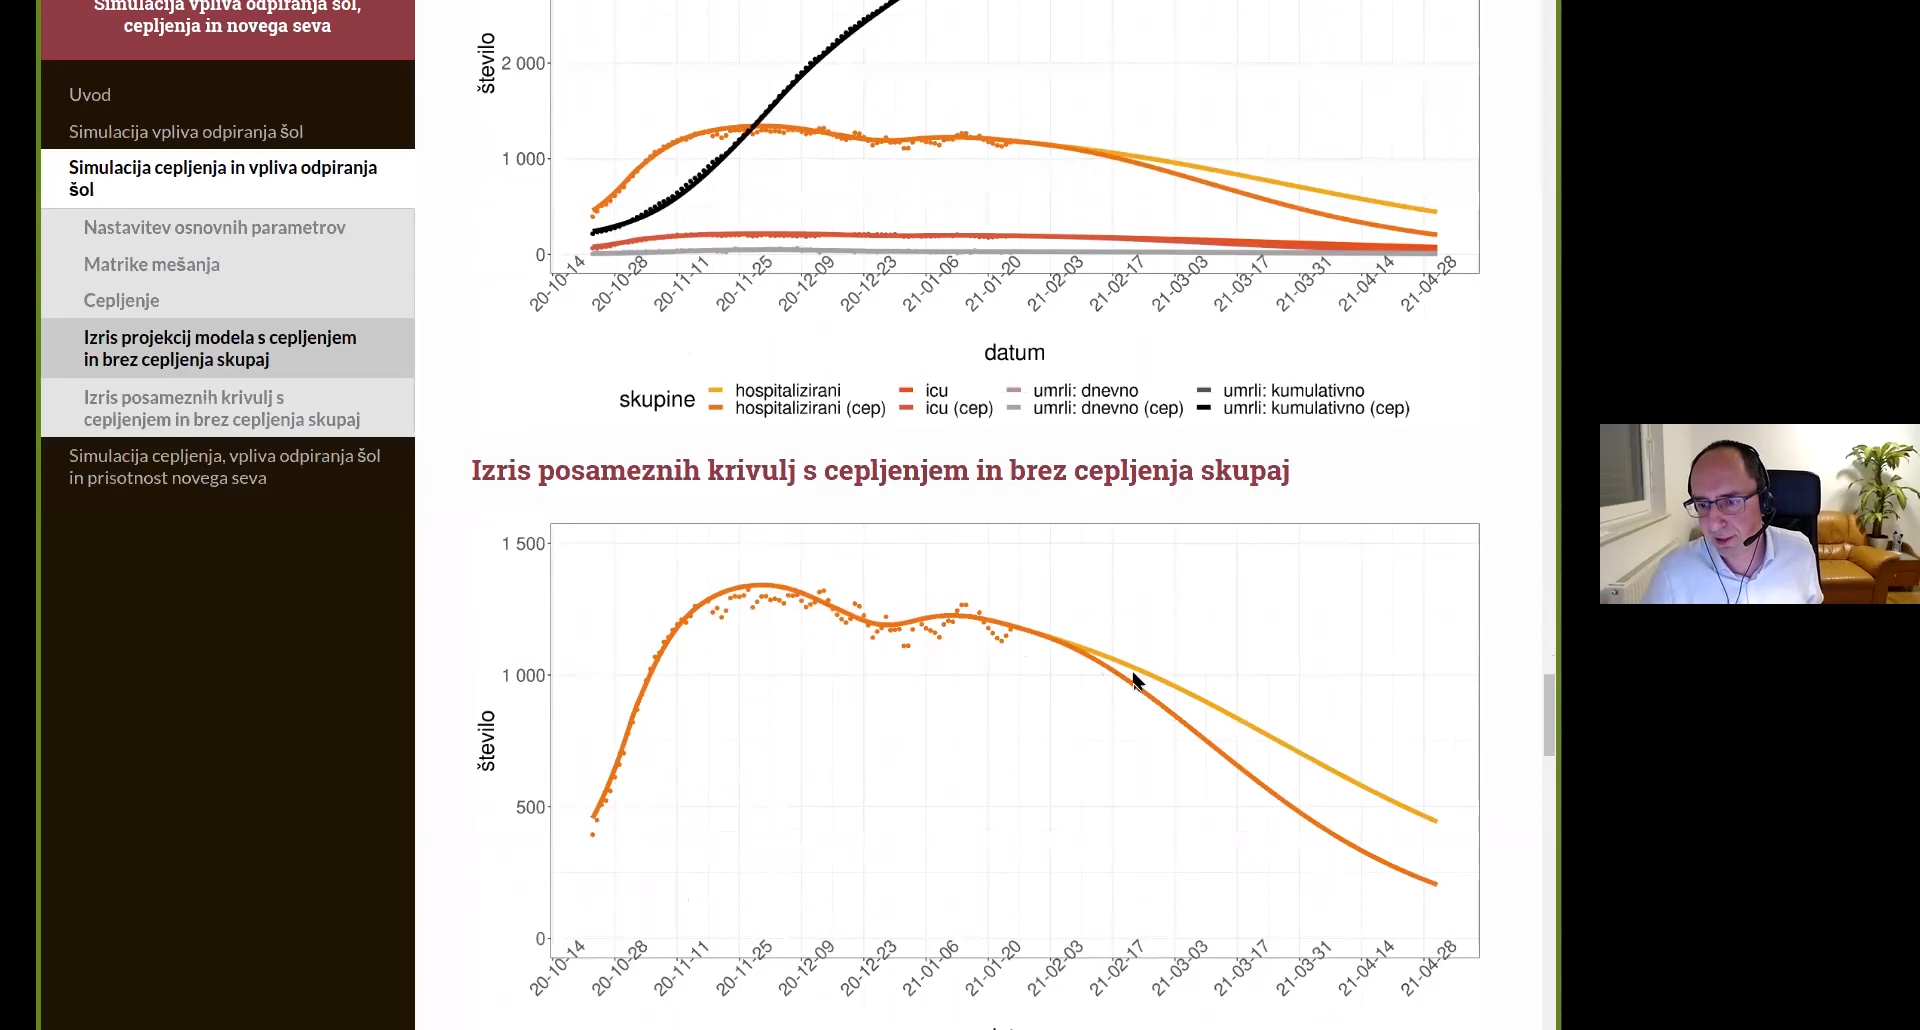 Simulacija vpliva odpiranja šol,
cepljenja in novega seva
Uvod
Simulacija vpliva odpiranja šol
Simulacija cepljenja in vpliva odpiranja
šol
Nastavitev osnovnih parametrov
Matrike mešanja
Cepljenje
Izris projekcij modela s cepljenjem
in brez cepljenja skupaj
Izris posameznih krivulj s
cepljenjem in brez cepljenja skupaj
Simulacija cepljenja, vpliva odpiranja šol
in prisotnost novega seva
število
2 000
1 000
0
20-10-14 20-10-28 20-11-11 20-11-25 20-12-09 20-12-23 21-01-06 21-01-20 21-02-03 21-02-17 21-03-03 21-03-17 21-03-31 21-04-14 21-04-28
datum
skupine
hospitalizirani icu umrli: dnevno umrli: kumulativno
hospitalizirani (cep) icu (cep) umrli: dnevno (cep) umrli: kumulativno (cep)
Izris posameznih krivulj s cepljenjem in brez cepljenja skupaj
število
1 500
1 000
500
0
20-10-14 20-10-28 20-11-11 20-11-25 20-12-09 20-12-23 21-01-06 21-01-20 21-02-03 21-02-17 21-03-03 21-03-17 21-03-31 21-04-14 21-04-28